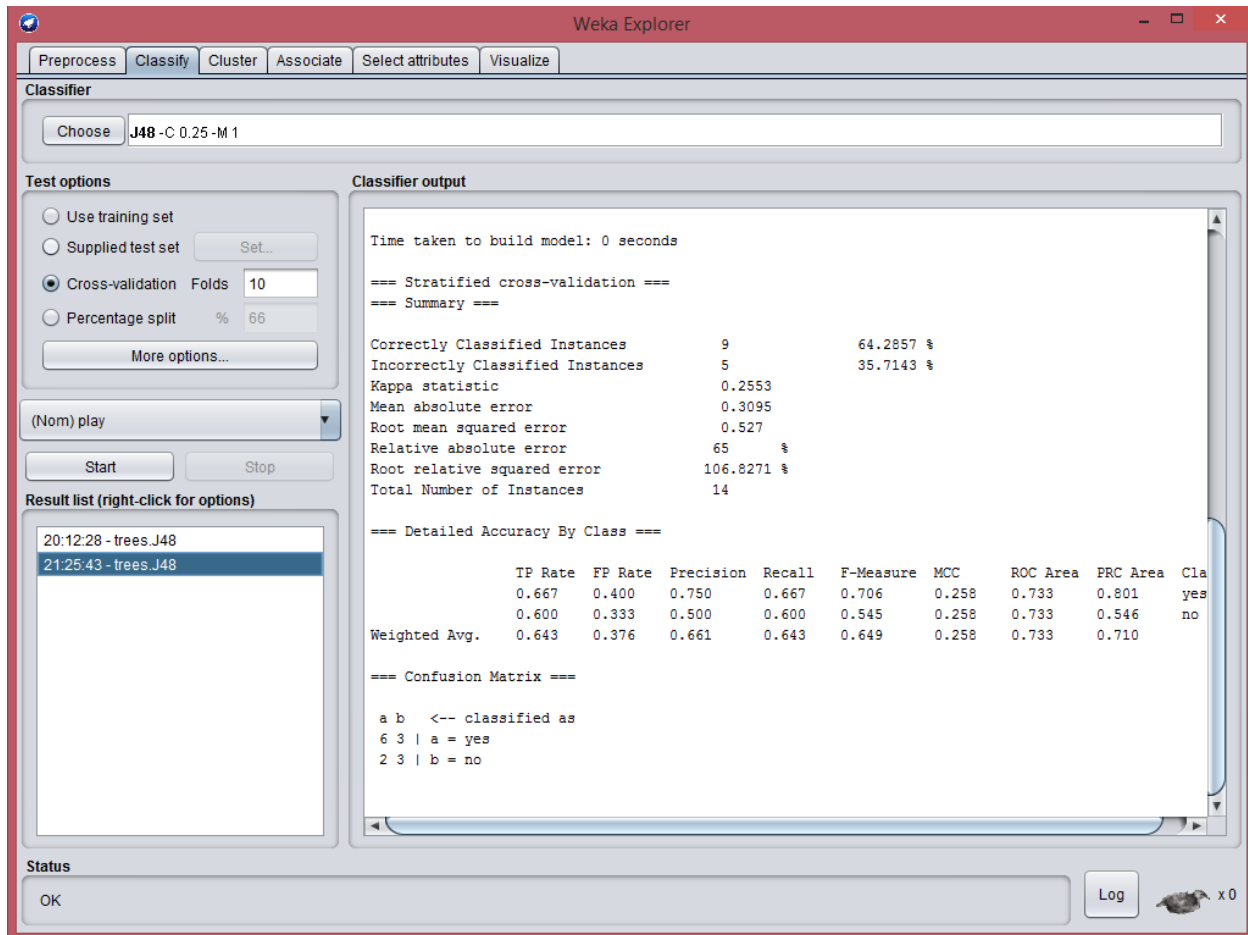 Weka Explorer
Preprocess Classify Cluster Associate Select attributes Visualize
Classifier
Choose J48 -C 0.25 -M 1
Test options
Use training set
Supplied test set Set...
Cross-validation Folds 10
Percentage split % 66
More options...
(Nom) play
Start Stop
Result list (right-click for options)
20:12:28 - trees.J48
21:25:43 - trees.J48
Classifier output
Time taken to build model: 0 seconds
=== Stratified cross-validation ===
=== Summary ===
Correctly Classified Instances 9 64.2857 %
Incorrectly Classified Instances 5 35.7143 %
Kappa statistic 0.2553
Mean absolute error 0.3095
Root mean squared error 0.527
Relative absolute error 65 %
Root relative squared error 106.8271 %
Total Number of Instances 14
=== Detailed Accuracy By Class ===
TP Rate FP Rate Precision Recall F-Measure MCC ROC Area PRC Area Cla
0.667 0.400 0.750 0.667 0.706 0.258 0.733 0.801 yes
0.600 0.333 0.500 0.600 0.545 0.258 0.733 0.546 no
Weighted Avg. 0.643 0.376 0.661 0.643 0.649 0.258 0.733 0.710
=== Confusion Matrix ===
a b <-- classified as
6 3 | a = yes
2 3 | b = no
Status
OK
Log x 0